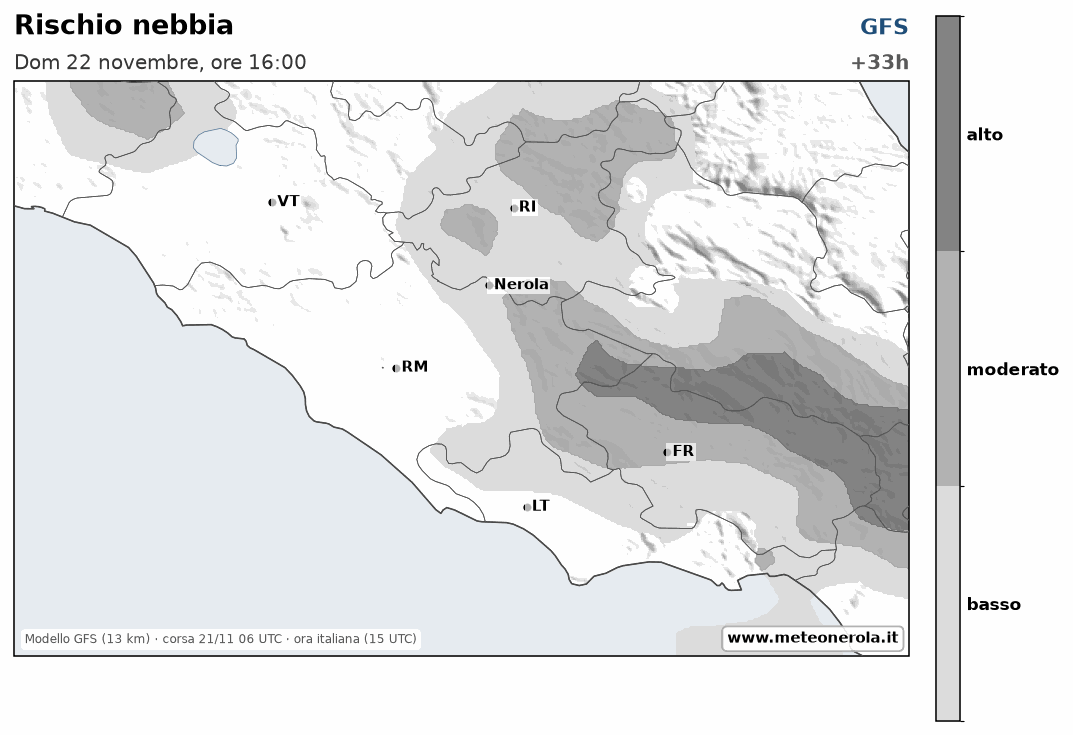 Rischio nebbia
GFS
Dom 22 novembre, ore 16:00
+33h
alto
VT
RI
Nerola
RM
moderato
FR
LT
basso
Modello GFS (13 km) · corsa 21/11 06 UTC · ora italiana (15 UTC)
www.meteonerola.it